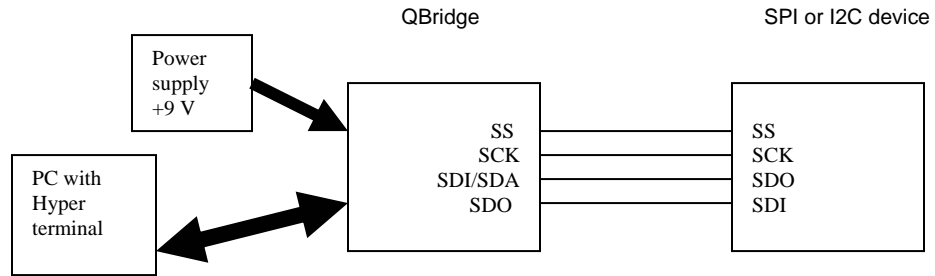 QBridge
SPI or I2C device
Power
supply
+9 V
PC with
Hyper
terminal
SS
SCK
SDI/SDA
SDO
SS
SCK
SDO
SDI